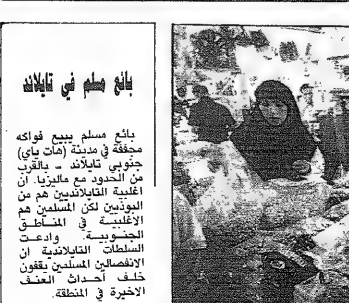 بائع مسلم في تايلاند
بائع مسلم يبيع فواكه
مجففة في مدينة (هات ياي)
جنوبي تايلاند - بالقرب
من الحدود مع ماليزيا. ان
اغلبية التايلانديين هم من
البوذيين لكن المسلمين هم
الاغلبية في المناطق
الجنوبية. وادعت
السلطات التايلاندية ان
الانفصاليين المسلمين يقفون
خلف أحداث العنف
الاخيرة في المنطقة.